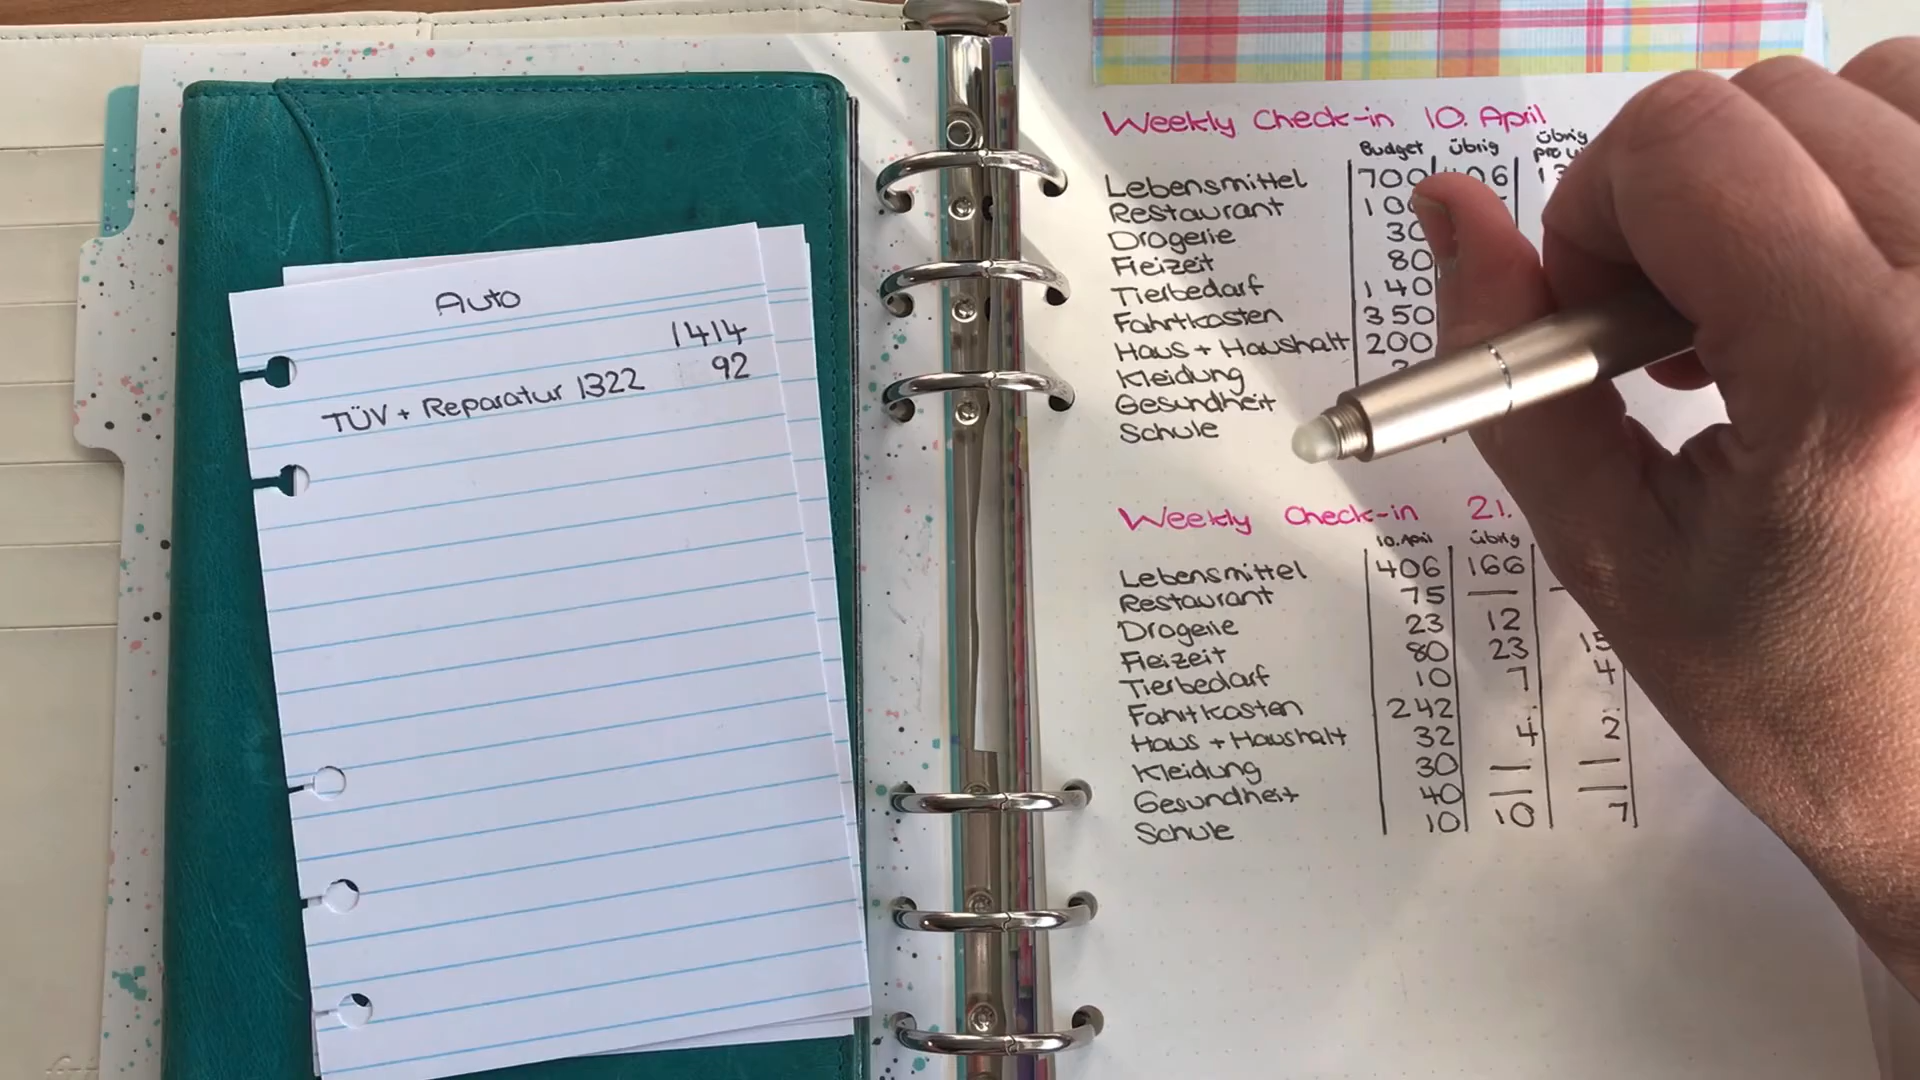 Auto
1414
TÜV + Reparatur 1322 92
Weekly Check-in 10. April
Budget übrig übrig
Lebensmittel 700
Restaurant
Drogerie
Freizeit 80
Tierbedarf 140
Fahrtkosten 350
Haus + Haushalt 200
Kleidung
Gesundheit
Schule
Weekly Check-in 21.
10. April übrig
Lebensmittel 406 166
Restaurant 75 —
Drogerie 23 12
Freizeit 80 23 15
Tierbedarf 10 7 4
Fahrtkosten 242
Haus + Haushalt 32 4 2
Kleidung 30 — —
Gesundheit 40 — —
Schule 10 10 7